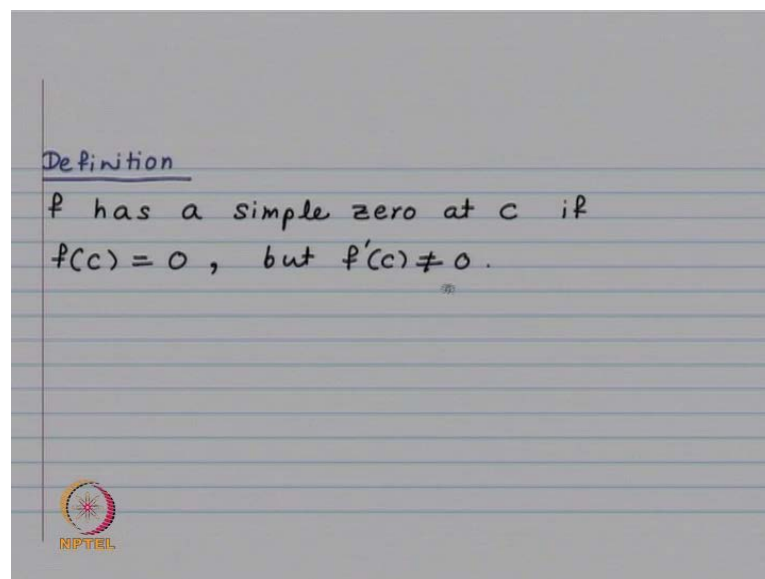 Definition
f has a simple zero at c if
f(c) = 0 , but f'(c) ≠ 0 .
NPTEL